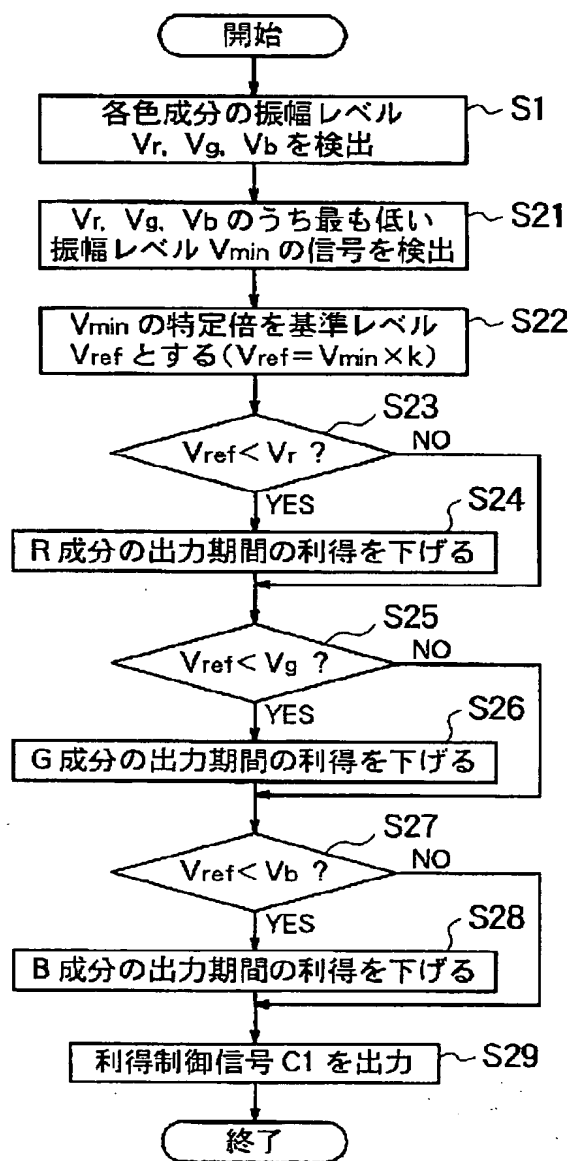 開始
各色成分の振幅レベル
Vr, Vg, Vb を検出
S1
Vr, Vg, Vb のうち最も低い
振幅レベル Vmin の信号を検出
S21
Vmin の特定倍を基準レベル
Vref とする(Vref=Vmin×k)
S22
S23
Vref<Vr ?
NO
YES
S24
R 成分の出力期間の利得を下げる
S25
Vref<Vg ?
NO
YES
S26
G 成分の出力期間の利得を下げる
S27
Vref<Vb ?
NO
YES
S28
B 成分の出力期間の利得を下げる
利得制御信号 C1 を出力
S29
終了